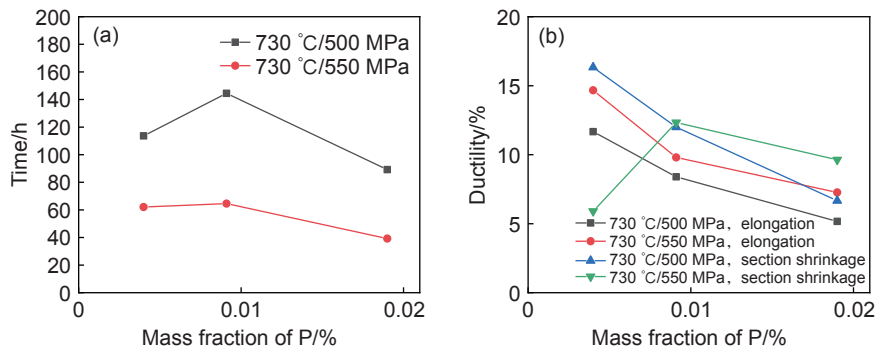 (a)
730 °C/500 MPa
730 °C/550 MPa
Time/h
200
180
160
140
120
100
80
60
40
20
0
0
0.01
0.02
Mass fraction of P/%
(b)
Ductility/%
20
15
10
5
0
730 °C/500 MPa, elongation
730 °C/550 MPa, elongation
730 °C/500 MPa, section shrinkage
730 °C/550 MPa, section shrinkage
0
0.01
0.02
Mass fraction of P/%